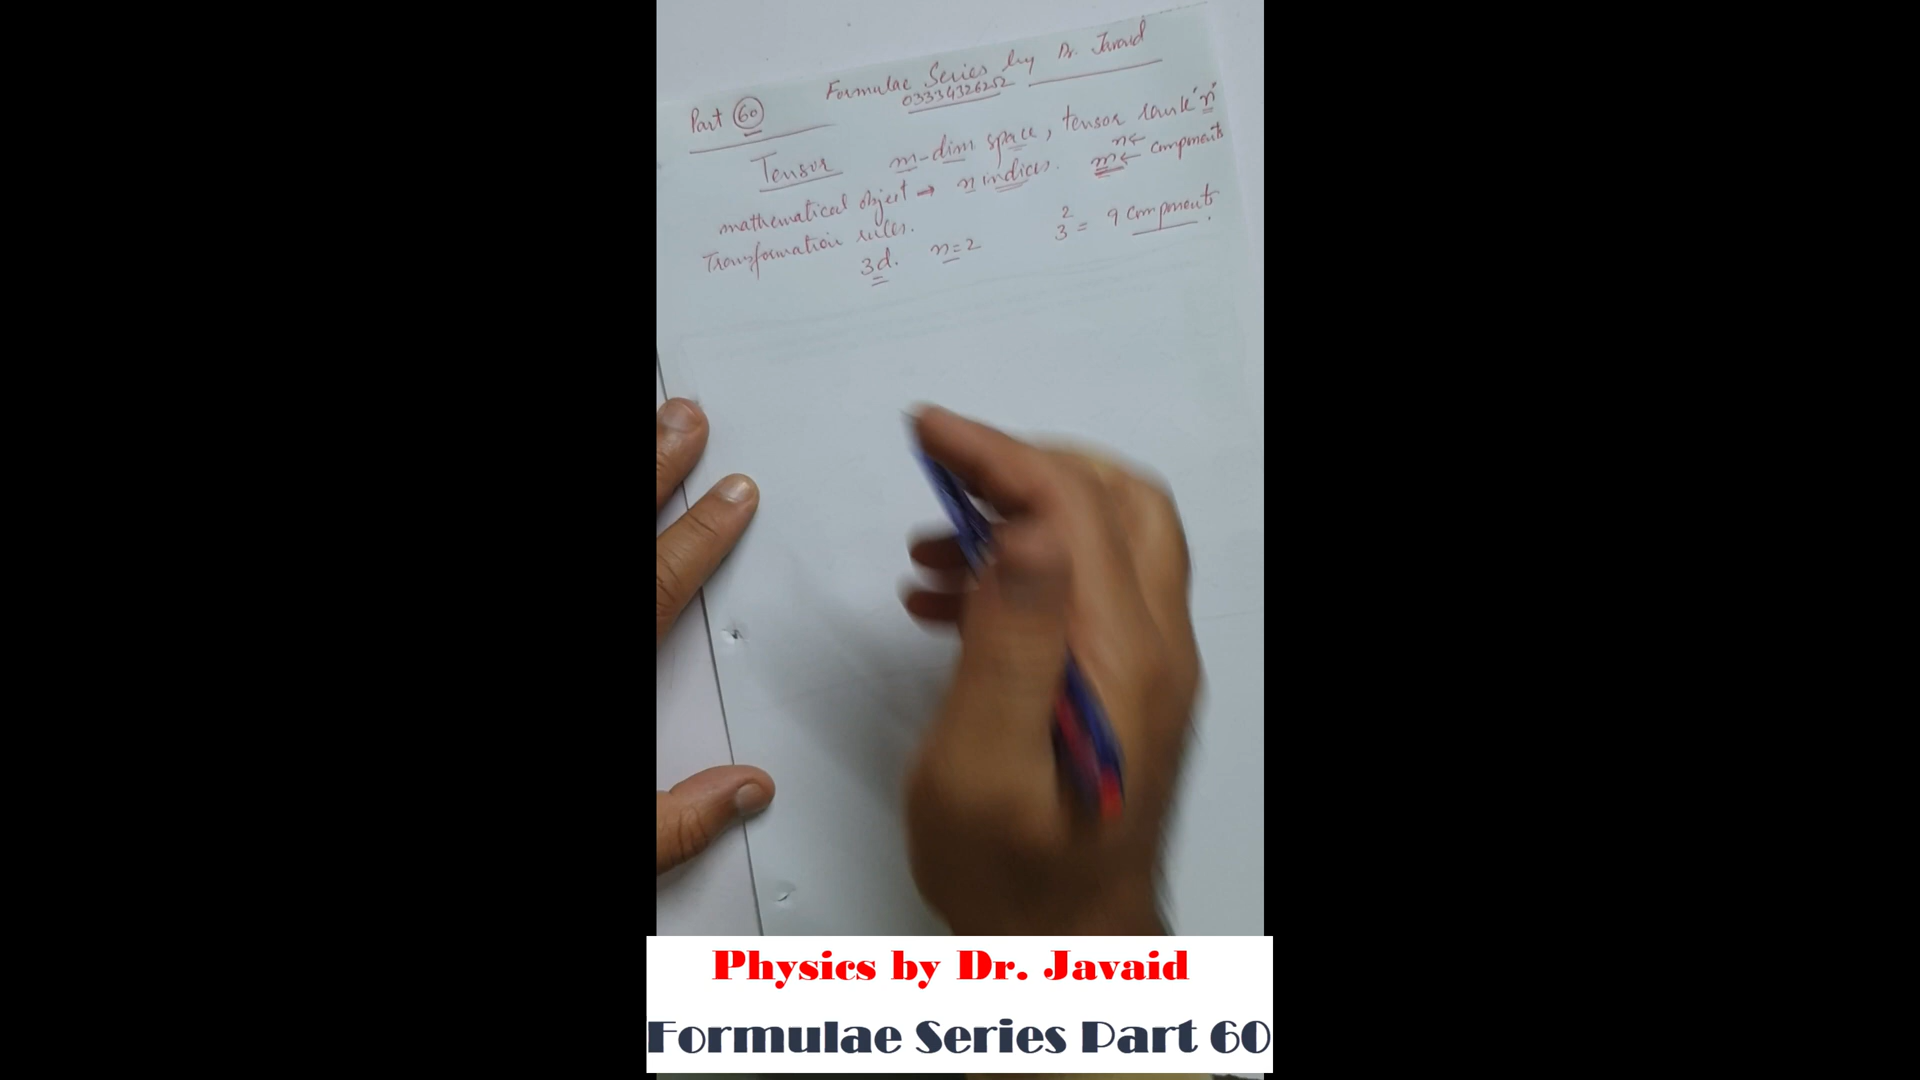 Formulae Series by Dr. Javaid
03334326252
Part 60
Tensor m-dim space, tensor rank "n"
mathematical object → n indices. mⁿ ← components
Transformation rules.
3d. n=2 3² = 9 components.
Physics by Dr. Javaid
Formulae Series Part 60